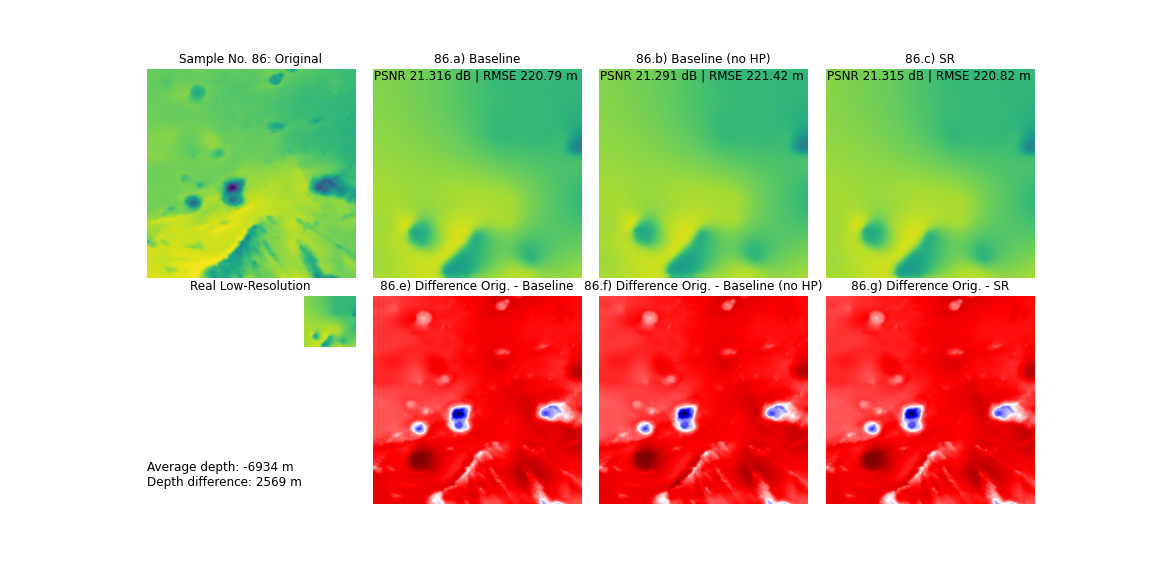 Sample No. 86: Original
86.a) Baseline
86.b) Baseline (no HP)
86.c) SR
PSNR 21.316 dB | RMSE 220.79 m
PSNR 21.291 dB | RMSE 221.42 m
PSNR 21.315 dB | RMSE 220.82 m
Real Low-Resolution
86.e) Difference Orig. - Baseline
86.f) Difference Orig. - Baseline (no HP)
86.g) Difference Orig. - SR
Average depth: -6934 m
Depth difference: 2569 m